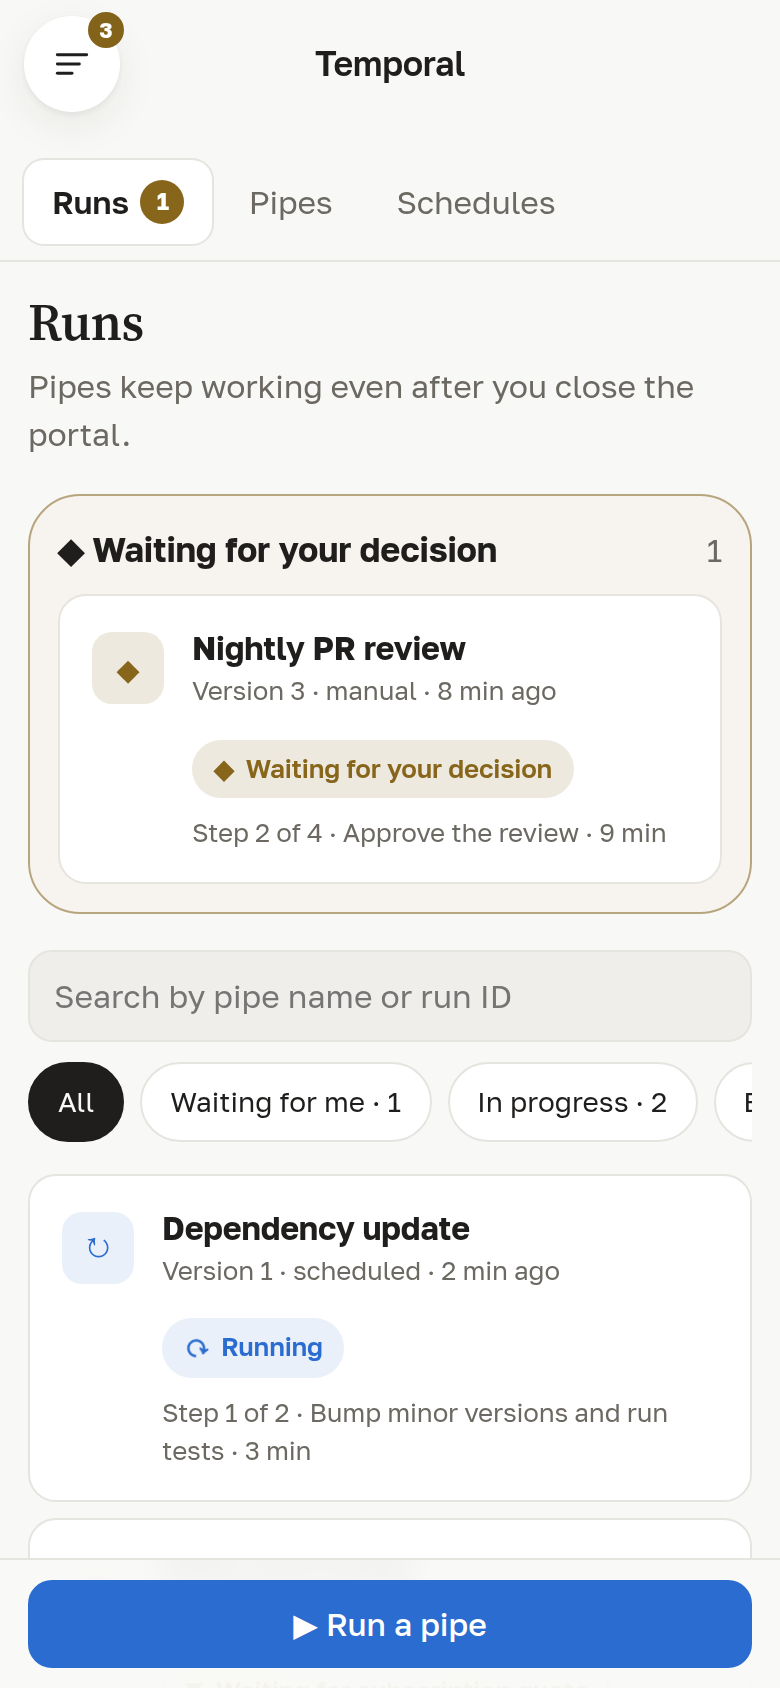 3
Temporal
Runs 1
Pipes
Schedules
Runs
Pipes keep working even after you close the
portal.
◆ Waiting for your decision 1
Nightly PR review
Version 3 · manual · 8 min ago
◆ Waiting for your decision
Step 2 of 4 · Approve the review · 9 min
Search by pipe name or run ID
All
Waiting for me · 1
In progress · 2
Dependency update
Version 1 · scheduled · 2 min ago
Running
Step 1 of 2 · Bump minor versions and run
tests · 3 min
▶ Run a pipe